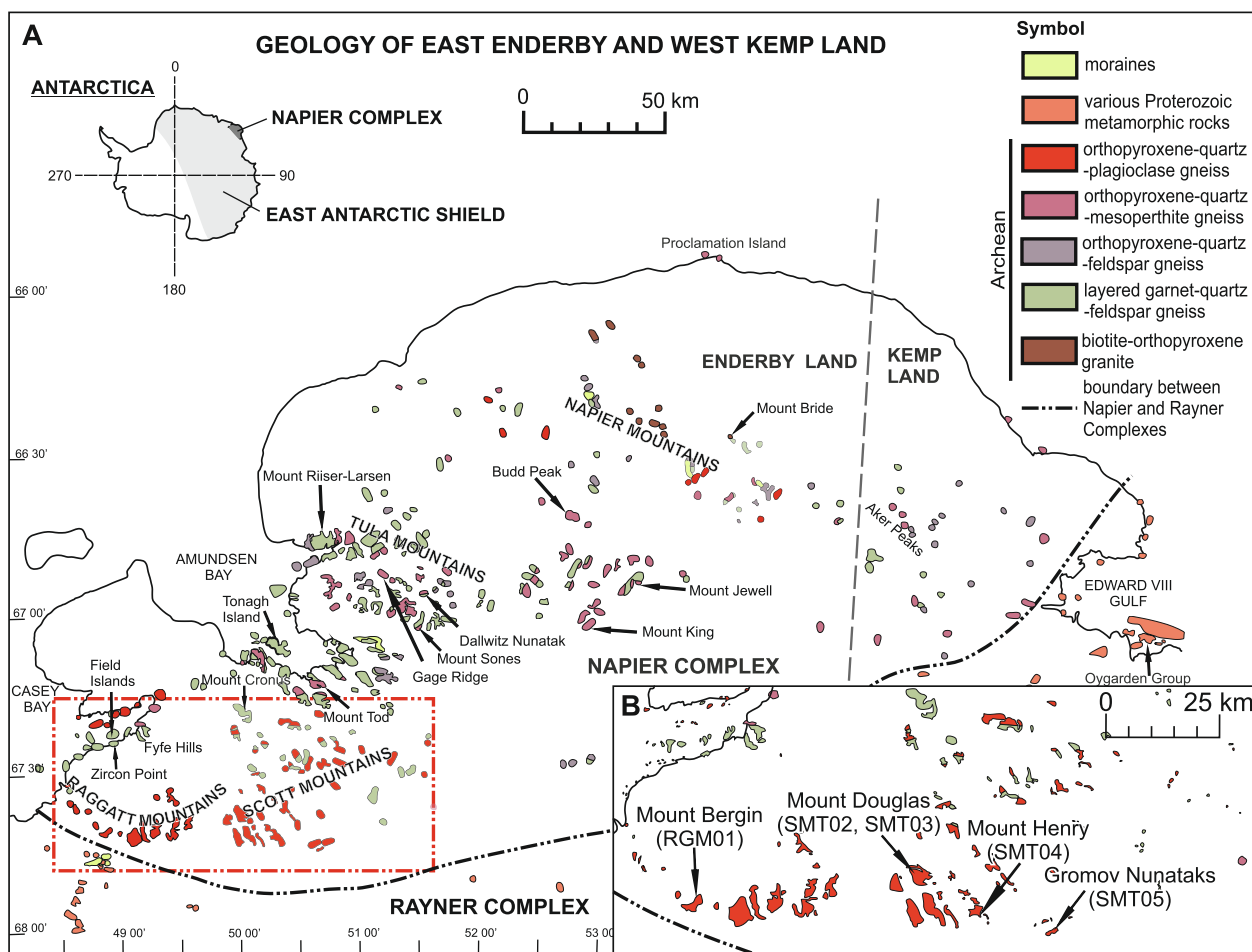 A
GEOLOGY OF EAST ENDERBY AND WEST KEMP LAND
0
ANTARCTICA
NAPIER COMPLEX
270
90
EAST ANTARCTIC SHIELD
180
0
50 km
Symbol
moraines
various Proterozoic
metamorphic rocks
Archean
orthopyroxene-quartz
-plagioclase gneiss
orthopyroxene-quartz
-mesoperthite gneiss
orthopyroxene-quartz
-feldspar gneiss
layered garnet-quartz
-feldspar gneiss
biotite-orthopyroxene
granite
boundary between
Napier and Rayner
Complexes
Proclamation Island
66 00'
ENDERBY LAND
KEMP
LAND
NAPIER MOUNTAINS
Mount Bride
66 30'
Mount Riiser-Larsen
Budd Peak
TULA MOUNTAINS
Aker Peaks
AMUNDSEN
BAY
Tonagh
Island
Mount Jewell
EDWARD VIII
GULF
67 00'
Dallwitz Nunatak
Mount King
Mount Sones
Gage Ridge
NAPIER COMPLEX
Oygarden Group
Field
Islands
Mount Cronus
CASEY
BAY
Mount Tod
Fyfe Hills
Zircon Point
67 30'
RAGGATT MOUNTAINS
SCOTT MOUNTAINS
RAYNER COMPLEX
68 00'
49 00'
50 00'
51 00'
52 00'
53 00
B
0
25 km
Mount Bergin
(RGM01)
Mount Douglas
(SMT02, SMT03)
Mount Henry
(SMT04)
Gromov Nunataks
(SMT05)